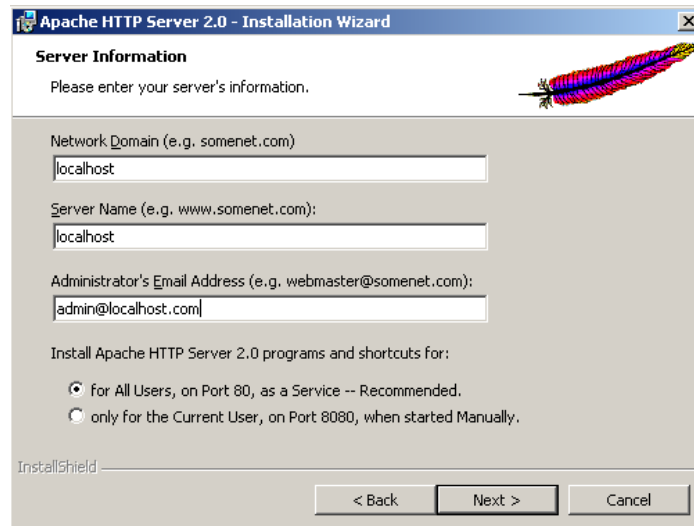 Apache HTTP Server 2.0 - Installation Wizard
Server Information
Please enter your server's information.
Network Domain (e.g. somenet.com)
localhost
Server Name (e.g. www.somenet.com):
localhost
Administrator's Email Address (e.g. webmaster@somenet.com):
admin@localhost.com
Install Apache HTTP Server 2.0 programs and shortcuts for:
for All Users, on Port 80, as a Service -- Recommended.
only for the Current User, on Port 8080, when started Manually.
InstallShield
< Back Next > Cancel